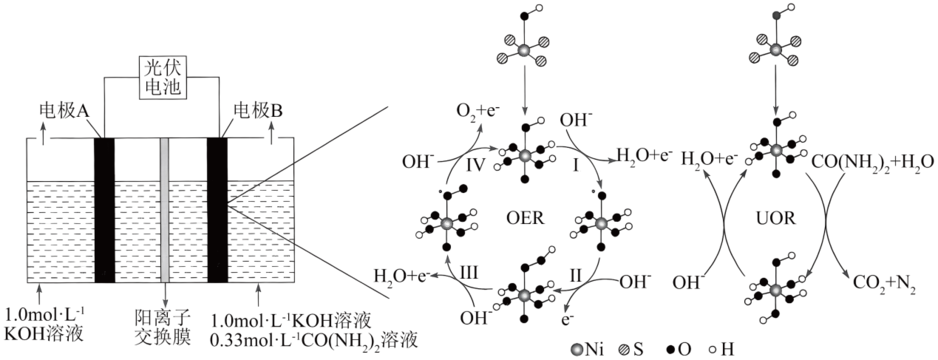 光伏
电池
电极A
电极B
1.0mol·L⁻¹
KOH溶液
阳离子
交换膜
1.0mol·L⁻¹KOH溶液
0.33mol·L⁻¹CO(NH₂)₂溶液
O₂+e⁻
OH⁻
OH⁻
IV
I
H₂O+e⁻
OER
H₂O+e⁻
III
II
OH⁻
OH⁻
e⁻
H₂O+e⁻
CO(NH₂)₂+H₂O
UOR
OH⁻
CO₂+N₂
Ni S O H